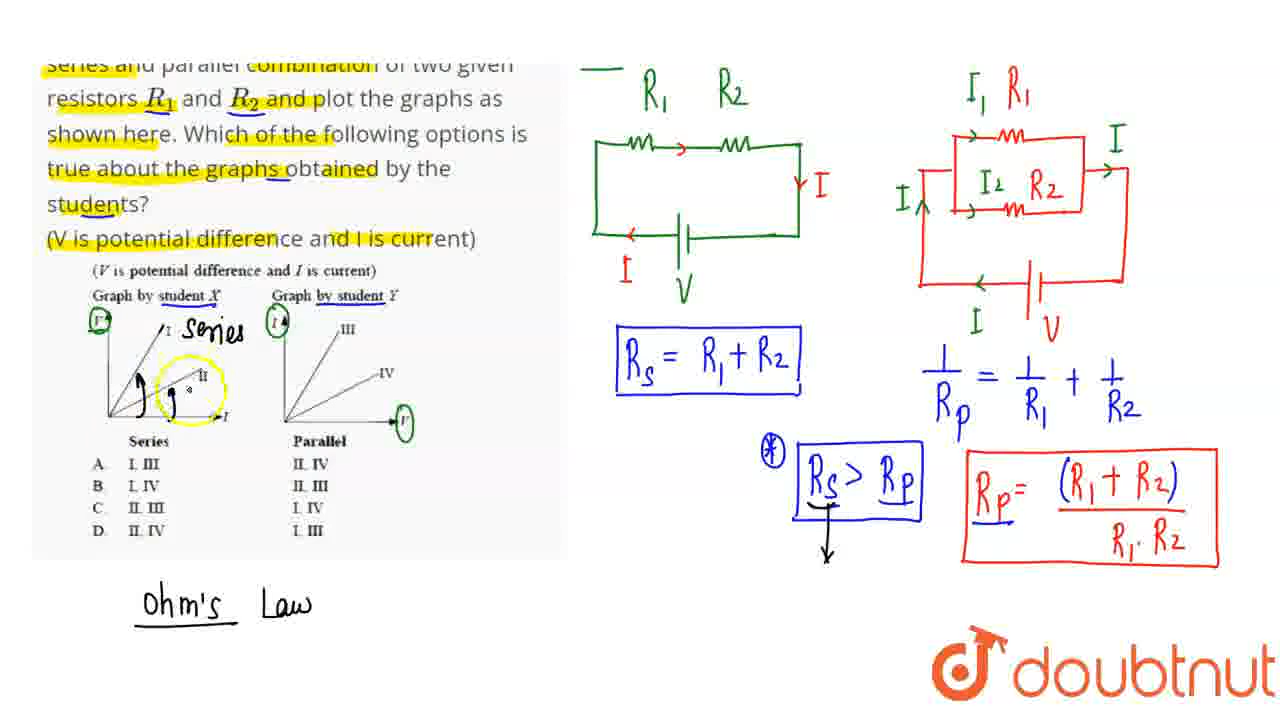 series and parallel combination of two given
resistors R1 and R2 and plot the graphs as
shown here. Which of the following options is
true about the graphs obtained by the
students?
(V is potential difference and I is current)
(V is potential difference and I is current)
Graph by student X Graph by student Y
V I series II I
I III IV V
Series Parallel
A. I, III II, IV
B. I, IV II, III
C. II, III I, IV
D. II, IV I, III
Ohm's Law
R1 R2
I
I
V
I1 R1
I
I2 R2
I
I
V
Rs = R1 + R2
1/Rp = 1/R1 + 1/R2
* Rs > Rp
Rp = (R1 + R2)
R1 . R2
doubtnut